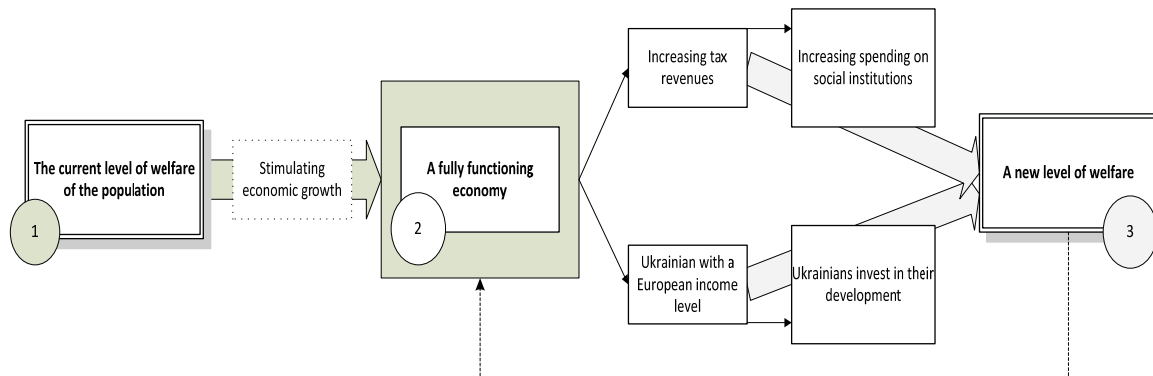 The current level of welfare
of the population
1
Stimulating
economic growth
A fully functioning
economy
2
Increasing tax
revenues
Increasing spending on
social institutions
Ukrainian with a
European income
level
Ukrainians invest in their
development
A new level of welfare
3